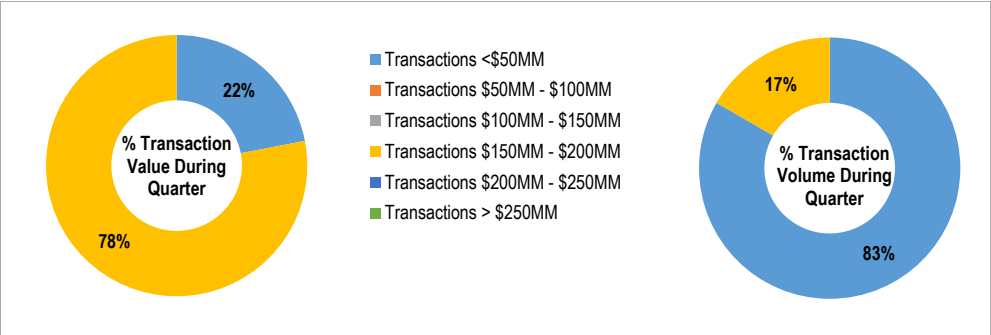 22%
% Transaction
Value During
Quarter
78%
Transactions <$50MM
Transactions $50MM - $100MM
Transactions $100MM - $150MM
Transactions $150MM - $200MM
Transactions $200MM - $250MM
Transactions > $250MM
17%
% Transaction
Volume During
Quarter
83%